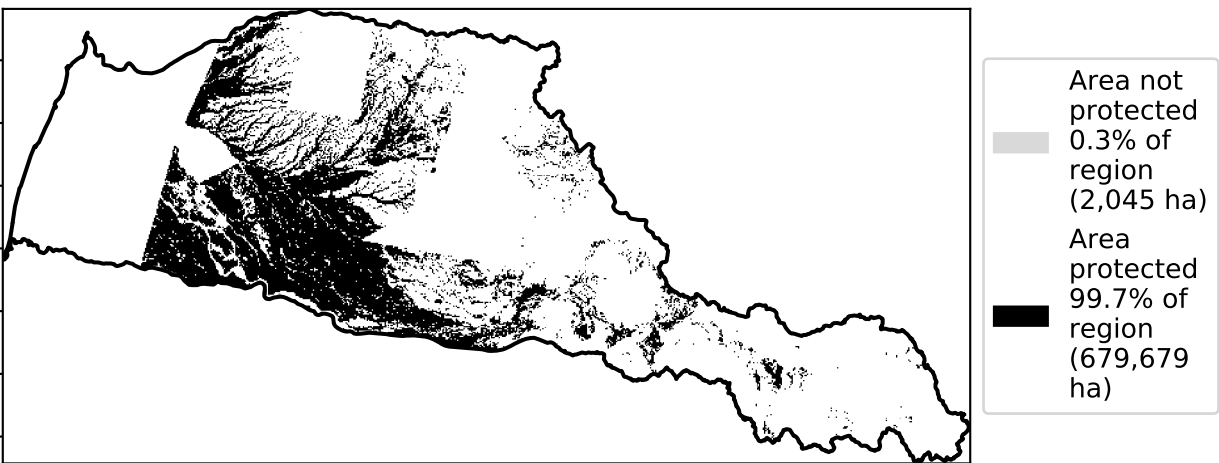 Area not
protected
0.3% of
region
(2,045 ha)
Area
protected
99.7% of
region
(679,679
ha)